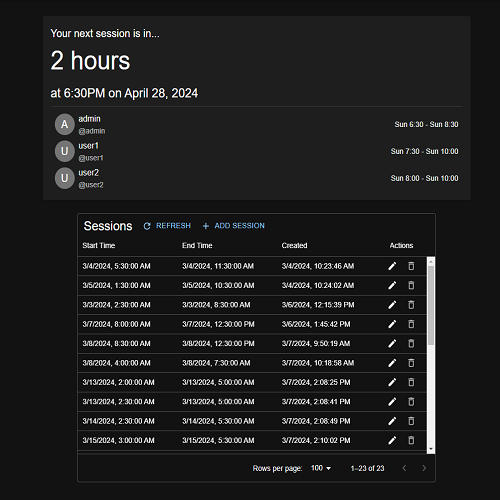 Your next session is in...
2 hours
at 6:30PM on April 28, 2024
A admin Sun 6:30 - Sun 8:30
@admin
U user1 Sun 7:30 - Sun 10:00
@user1
U user2 Sun 8:00 - Sun 10:00
@user2
Sessions REFRESH ADD SESSION
Start Time End Time Created Actions
3/4/2024, 5:30:00 AM 3/4/2024, 11:30:00 AM 3/4/2024, 10:23:46 AM
3/5/2024, 1:30:00 AM 3/5/2024, 10:30:00 AM 3/4/2024, 10:24:02 AM
3/3/2024, 2:30:00 AM 3/3/2024, 8:30:00 AM 3/6/2024, 12:15:39 PM
3/7/2024, 8:00:00 AM 3/7/2024, 12:30:00 PM 3/6/2024, 1:45:42 PM
3/8/2024, 8:30:00 AM 3/8/2024, 12:30:00 PM 3/7/2024, 9:50:19 AM
3/8/2024, 4:00:00 AM 3/8/2024, 7:30:00 AM 3/7/2024, 10:18:58 AM
3/13/2024, 2:00:00 AM 3/13/2024, 5:00:00 AM 3/7/2024, 2:08:25 PM
3/13/2024, 2:30:00 AM 3/13/2024, 5:00:00 AM 3/7/2024, 2:08:41 PM
3/14/2024, 2:30:00 AM 3/14/2024, 5:30:00 AM 3/7/2024, 2:08:49 PM
3/15/2024, 3:00:00 AM 3/15/2024, 5:30:00 AM 3/7/2024, 2:10:02 PM
Rows per page: 100 1–23 of 23